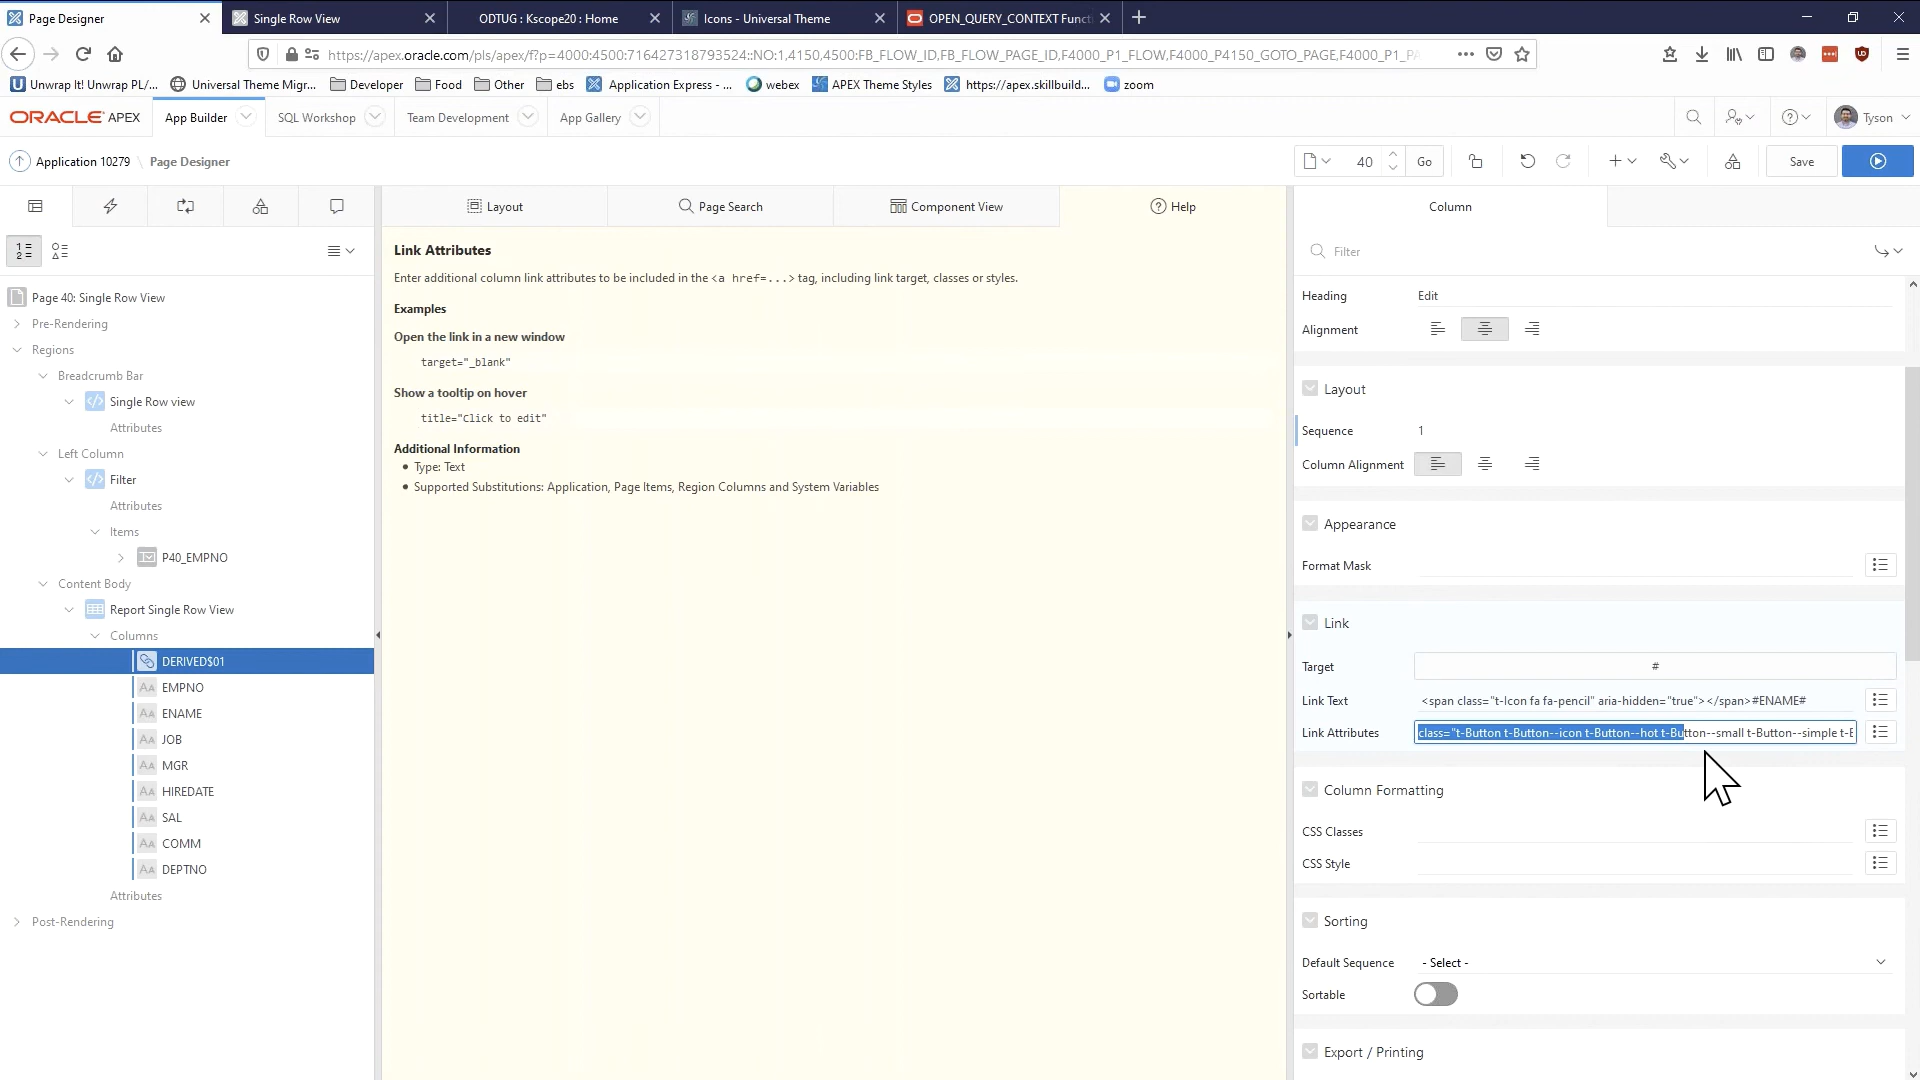 Page Designer
Single Row View
ODTUG : Kscope20 : Home
Icons - Universal Theme
OPEN_QUERY_CONTEXT Functi
https://apex.oracle.com/pls/apex/f?p=4000:4500:716427318793524::NO:1,4150,4500:FB_FLOW_ID,FB_FLOW_PAGE_ID,F4000_P1_FLOW,F4000_P4150_GOTO_PAGE,F4000_P1_PA
Unwrap It! Unwrap PL/...
Universal Theme Migr...
Developer
Food
Other
ebs
Application Express - ...
webex
APEX Theme Styles
https://apex.skillbuild...
zoom
ORACLE APEX
App Builder
SQL Workshop
Team Development
App Gallery
Tyson
Application 10279
Page Designer
40
Go
Save
Layout
Page Search
Component View
Help
Column
Filter
Page 40: Single Row View
Pre-Rendering
Regions
Breadcrumb Bar
Single Row view
Attributes
Left Column
Filter
Attributes
Items
P40_EMPNO
Content Body
Report Single Row View
Columns
DERIVED$01
EMPNO
ENAME
JOB
MGR
HIREDATE
SAL
COMM
DEPTNO
Attributes
Post-Rendering
Link Attributes
Enter additional column link attributes to be included in the <a href=...> tag, including link target, classes or styles.
Examples
Open the link in a new window
target="_blank"
Show a tooltip on hover
title="Click to edit"
Additional Information
• Type: Text
• Supported Substitutions: Application, Page Items, Region Columns and System Variables
Heading Edit
Alignment
Layout
Sequence 1
Column Alignment
Appearance
Format Mask
Link
Target #
Link Text <span class="t-Icon fa fa-pencil" aria-hidden="true"></span>#ENAME#
Link Attributes class="t-Button t-Button--icon t-Button--hot t-Button--small t-Button--simple t-B
Column Formatting
CSS Classes
CSS Style
Sorting
Default Sequence - Select -
Sortable
Export / Printing